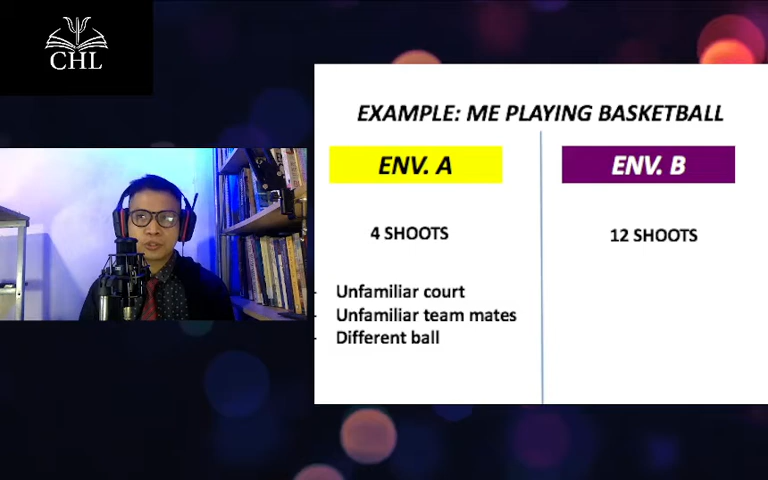 CHL
EXAMPLE: ME PLAYING BASKETBALL
ENV. A
4 SHOOTS
- Unfamiliar court
- Unfamiliar team mates
- Different ball
ENV. B
12 SHOOTS